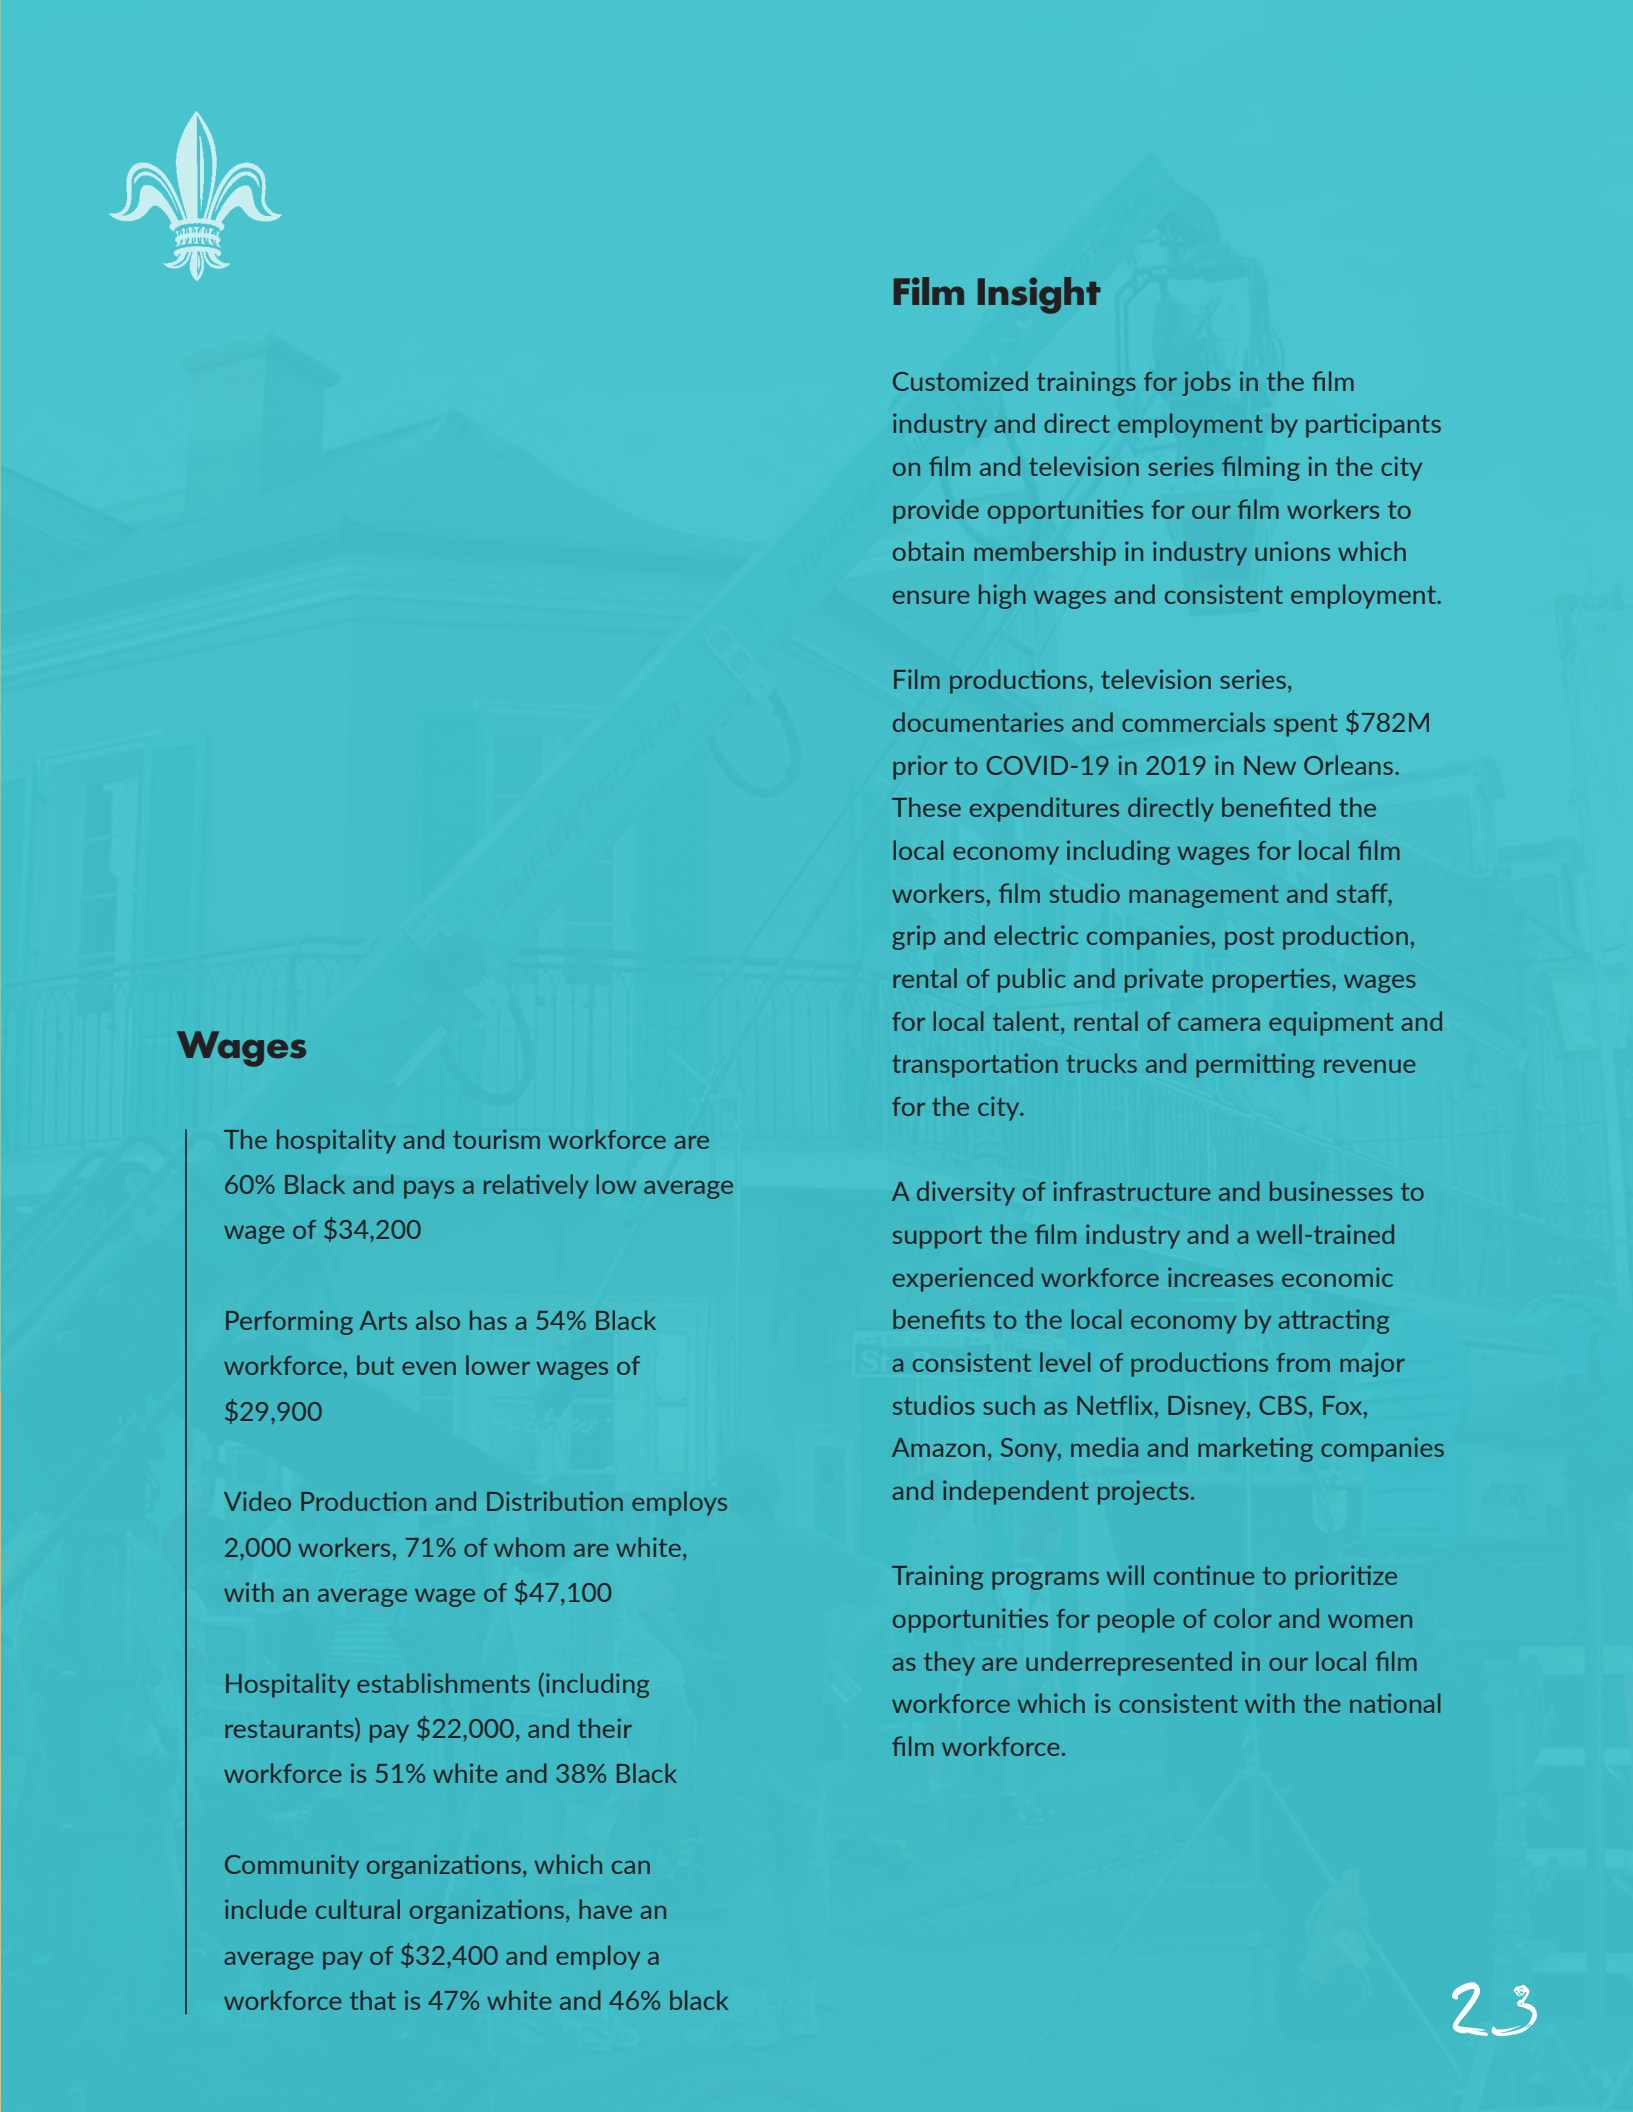 Wages
The hospitality and tourism workforce are
60% Black and pays a relatively low average
wage of $34,200
Performing Arts also has a 54% Black
workforce, but even lower wages of
$29,900
Video Production and Distribution employs
2,000 workers, 71% of whom are white,
with an average wage of $47,100
Hospitality establishments (including
restaurants) pay $22,000, and their
workforce is 51% white and 38% Black
Community organizations, which can
include cultural organizations, have an
average pay of $32,400 and employ a
workforce that is 47% white and 46% black
Film Insight
Customized trainings for jobs in the film
industry and direct employment by participants
on film and television series filming in the city
provide opportunities for our film workers to
obtain membership in industry unions which
ensure high wages and consistent employment.
Film productions, television series,
documentaries and commercials spent $782M
prior to COVID-19 in 2019 in New Orleans.
These expenditures directly benefited the
local economy including wages for local film
workers, film studio management and staff,
grip and electric companies, post production,
rental of public and private properties, wages
for local talent, rental of camera equipment and
transportation trucks and permitting revenue
for the city.
A diversity of infrastructure and businesses to
support the film industry and a well-trained
experienced workforce increases economic
benefits to the local economy by attracting
a consistent level of productions from major
studios such as Netflix, Disney, CBS, Fox,
Amazon, Sony, media and marketing companies
and independent projects.
Training programs will continue to prioritize
opportunities for people of color and women
as they are underrepresented in our local film
workforce which is consistent with the national
film workforce.
SUPERTECHNO
ARRI
23